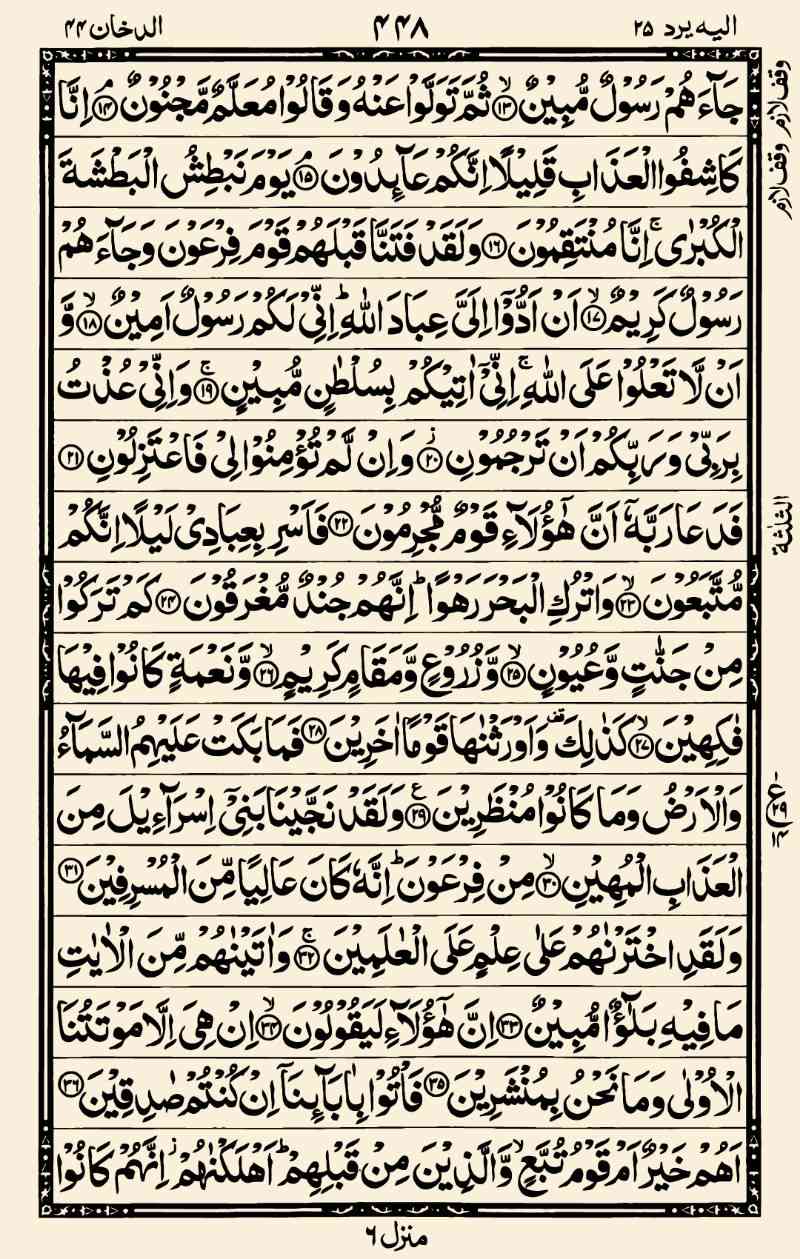 الیه یرد ۲۵
۴۴۸
الدخان ۴۴
جَآءَهُمْ رَسُوْلٌ مُّبِيْنٌ ۙ‏﴿۱۳﴾ ثُمَّ تَوَلَّوْا عَنْهُ وَقَالُوْا مُعَلَّمٌ مَّجْنُوْنٌ ۘ‏﴿۱۴﴾ اِنَّا
كَاشِفُوا الْعَذَابِ قَلِيْلًا اِنَّكُمْ عَآئِدُوْنَ ۘ‏﴿۱۵﴾ يَوْمَ نَبْطِشُ الْبَطْشَةَ
الْكُبْرٰى ۚ اِنَّا مُنْتَقِمُوْنَ ﴿۱۶﴾ وَلَقَدْ فَتَنَّا قَبْلَهُمْ قَوْمَ فِرْعَوْنَ وَجَآءَهُمْ
رَسُوْلٌ كَرِيْمٌ ۙ﴿۱۷﴾ اَنْ اَدُّوْۤا اِلَىَّ عِبَادَ اللّٰهِ ؕ اِنِّىْ لَكُمْ رَسُوْلٌ اَمِيْنٌ ۙ﴿۱۸﴾ وَّ
اَنْ لَّا تَعْلُوْا عَلَى اللّٰهِ ۚ اِنِّىْۤ اٰتِيْكُمْ بِسُلْطٰنٍ مُّبِيْنٍ ۚ﴿۱۹﴾ وَاِنِّىْ عُذْتُ
بِرَبِّىْ وَرَبِّكُمْ اَنْ تَرْجُمُوْنِ ؗ﴿۲۰﴾ وَاِنْ لَّمْ تُؤْمِنُوْا لِىْ فَاعْتَزِلُوْنِ ﴿۲۱﴾
فَدَعَا رَبَّهٗۤ اَنَّ هٰٓؤُلَآءِ قَوْمٌ مُّجْرِمُوْنَ ﴿۲۲﴾ فَاَسْرِ بِعِبَادِىْ لَيْلًا اِنَّكُمْ
مُّتَّبَعُوْنَ ۙ﴿۲۳﴾ وَاتْرُكِ الْبَحْرَ رَهْوًا ؕ اِنَّهُمْ جُنْدٌ مُّغْرَقُوْنَ ﴿۲۴﴾ كَمْ تَرَكُوْا
مِنْ جَنّٰتٍ وَّعُيُوْنٍ ۙ﴿۲۵﴾ وَّزُرُوْعٍ وَّمَقَامٍ كَرِيْمٍ ۙ﴿۲۶﴾ وَّنَعْمَةٍ كَانُوْا فِيْهَا
فٰكِهِيْنَ ۙ﴿۲۷﴾ كَذٰلِكَ وَاَوْرَثْنٰهَا قَوْمًا اٰخَرِيْنَ ﴿۲۸﴾ فَمَا بَكَتْ عَلَيْهِمُ السَّمَآءُ
وَالْاَرْضُ وَمَا كَانُوْا مُنْظَرِيْنَ ﴿۲۹﴾ وَلَقَدْ نَجَّيْنَا بَنِىْۤ اِسْرَآءِيْلَ مِنَ
الْعَذَابِ الْمُهِيْنِ ۙ﴿۳۰﴾ مِنْ فِرْعَوْنَ ؕ اِنَّهٗ كَانَ عَالِيًا مِّنَ الْمُسْرِفِيْنَ ﴿۳۱﴾
وَلَقَدِ اخْتَرْنٰهُمْ عَلٰى عِلْمٍ عَلَى الْعٰلَمِيْنَ ۚ﴿۳۲﴾ وَاٰتَيْنٰهُمْ مِّنَ الْاٰيٰتِ
مَا فِيْهِ بَلٰٓؤٌا مُّبِيْنٌ ﴿۳۳﴾ اِنَّ هٰٓؤُلَآءِ لَيَقُوْلُوْنَ ۙ﴿۳۴﴾ اِنْ هِىَ اِلَّا مَوْتَتُنَا
الْاُوْلٰى وَمَا نَحْنُ بِمُنْشَرِيْنَ ﴿۳۵﴾ فَاْتُوْا بِاٰبَآئِنَاۤ اِنْ كُنْتُمْ صٰدِقِيْنَ ﴿۳۶﴾
اَهُمْ خَيْرٌ اَمْ قَوْمُ تُبَّعٍ ۙ وَّالَّذِيْنَ مِنْ قَبْلِهِمْ ؕ اَهْلَكْنٰهُمْ ؗ اِنَّهُمْ كَانُوْا
وقف لازم
وقف لازم
الثلثة
ع
۲۹
۱۴
منزل ۶